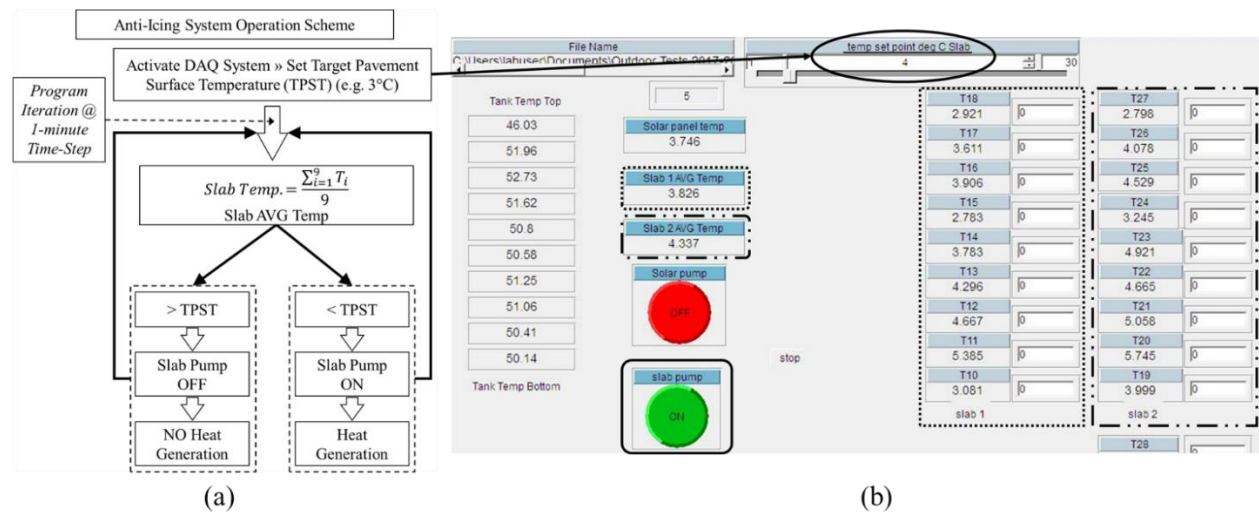 Anti-Icing System Operation Scheme
Activate DAQ System » Set Target Pavement
Surface Temperature (TPST) (e.g. 3°C)
Program
Iteration @
1-minute
Time-Step
Slab Temp. = ∑⁹ᵢ₌₁ Tᵢ / 9
Slab AVG Temp
> TPST
< TPST
Slab Pump
OFF
Slab Pump
ON
NO Heat
Generation
Heat
Generation
(a)
File Name
C:\Users\labuser\Documents\Outdoor Tests 2017-20
temp set point deg C Slab
1
4
30
Tank Temp Top
46.03
51.96
52.73
51.62
50.8
50.58
51.25
51.06
50.41
50.14
Tank Temp Bottom
5
Solar panel temp
3.746
Slab 1 AVG Temp
3.826
Slab 2 AVG Temp
4.337
Solar pump
OFF
slab pump
ON
stop
T18
2.921 0
T17
3.611 0
T16
3.906 0
T15
2.783 0
T14
3.783 0
T13
4.296 0
T12
4.667 0
T11
5.385 0
T10
3.081 0
slab 1
T27
2.798 0
T26
4.078 0
T25
4.529 0
T24
3.245 0
T23
4.921 0
T22
4.665 0
T21
5.058 0
T20
5.745 0
T19
3.999 0
slab 2
T28
(b)